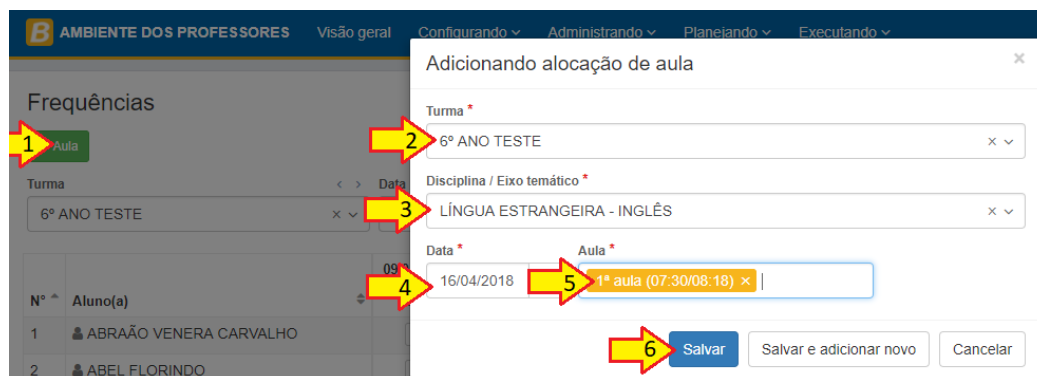 B AMBIENTE DOS PROFESSORES Visão geral Configurando Administrando Planejando Executando
Adicionando alocação de aula ×
Frequências
Turma *
1 Aula
2 6º ANO TESTE ×
Turma < > Data
Disciplina / Eixo temático *
6º ANO TESTE ×
3 LÍNGUA ESTRANGEIRA - INGLÊS ×
Data * Aula *
4 16/04/2018 5 1ª aula (07:30/08:18) ×
Nº Aluno(a)
1 ABRAÃO VENERA CARVALHO
6 Salvar Salvar e adicionar novo Cancelar
2 ABEL FLORINDO